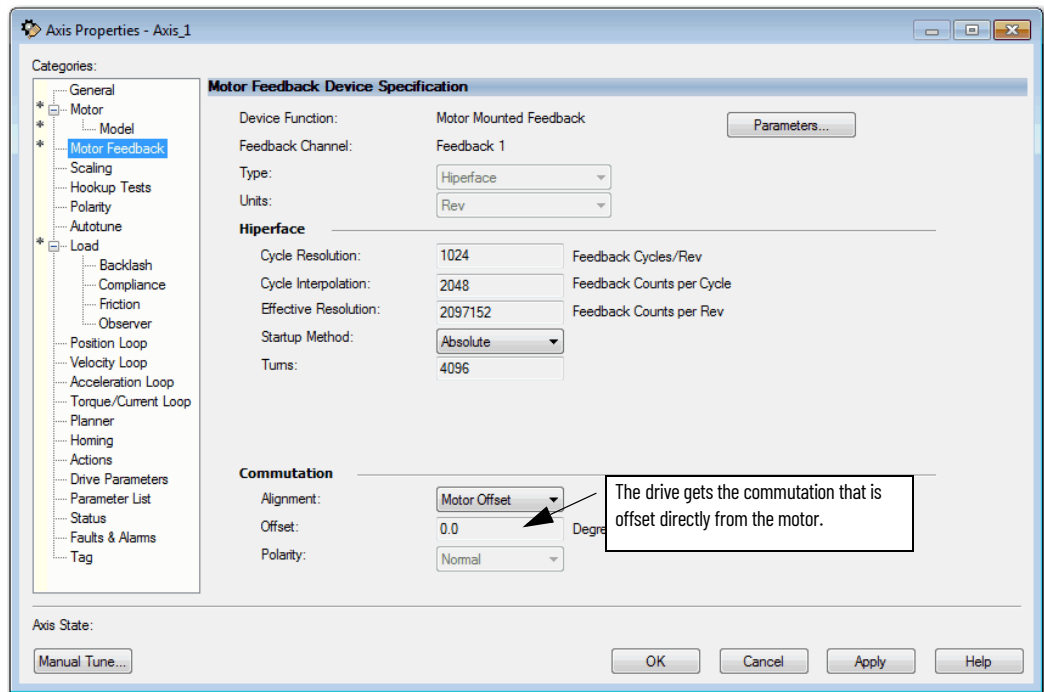 Axis Properties - Axis_1
Categories:
General
* Motor
* Model
* Motor Feedback
Scaling
Hookup Tests
Polarity
Autotune
* Load
Backlash
Compliance
Friction
Observer
Position Loop
Velocity Loop
Acceleration Loop
Torque/Current Loop
Planner
Homing
Actions
Drive Parameters
Parameter List
Status
Faults & Alarms
Tag
Motor Feedback Device Specification
Device Function: Motor Mounted Feedback Parameters...
Feedback Channel: Feedback 1
Type: Hiperface
Units: Rev
Hiperface
Cycle Resolution: 1024 Feedback Cycles/Rev
Cycle Interpolation: 2048 Feedback Counts per Cycle
Effective Resolution: 2097152 Feedback Counts per Rev
Startup Method: Absolute
Turns: 4096
Commutation
Alignment: Motor Offset
Offset: 0.0 Degre
Polarity: Normal
The drive gets the commutation that is
offset directly from the motor.
Axis State:
Manual Tune... OK Cancel Apply Help